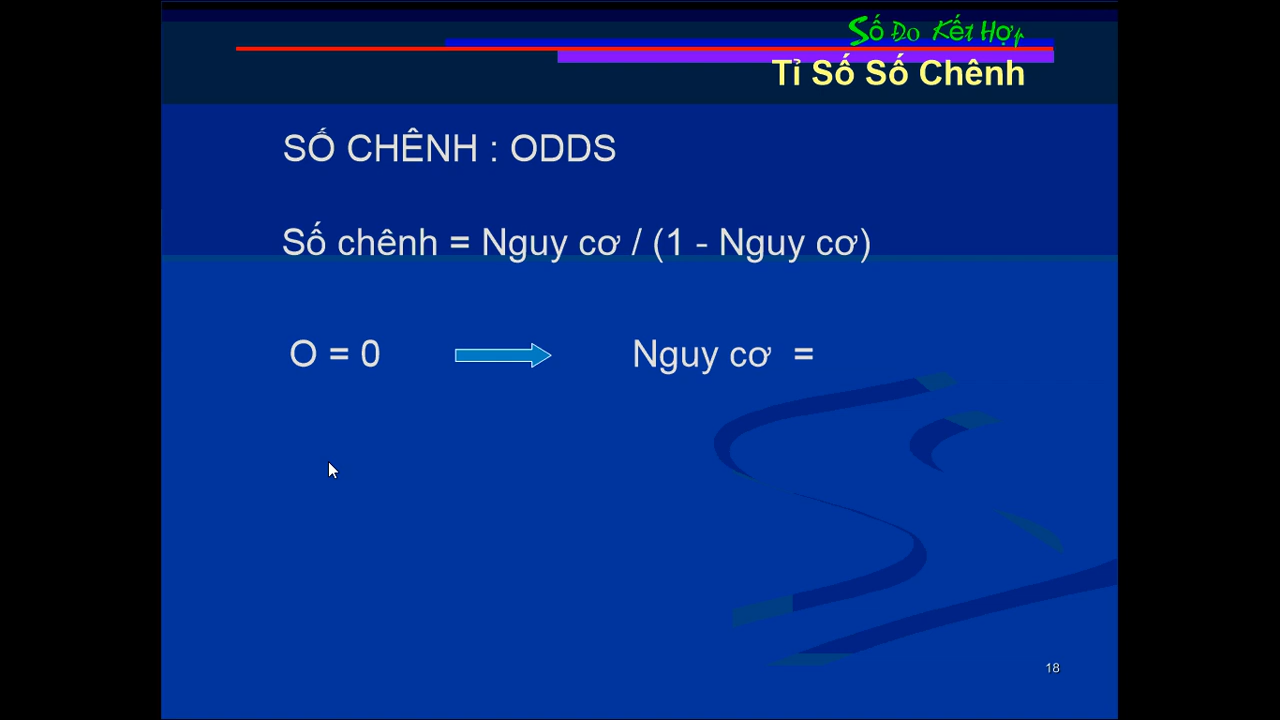 Số Đo Kết Hợp
Tỉ Số Số Chênh
SỐ CHÊNH : ODDS
Số chênh = Nguy cơ / (1 - Nguy cơ)
O = 0 Nguy cơ =
18